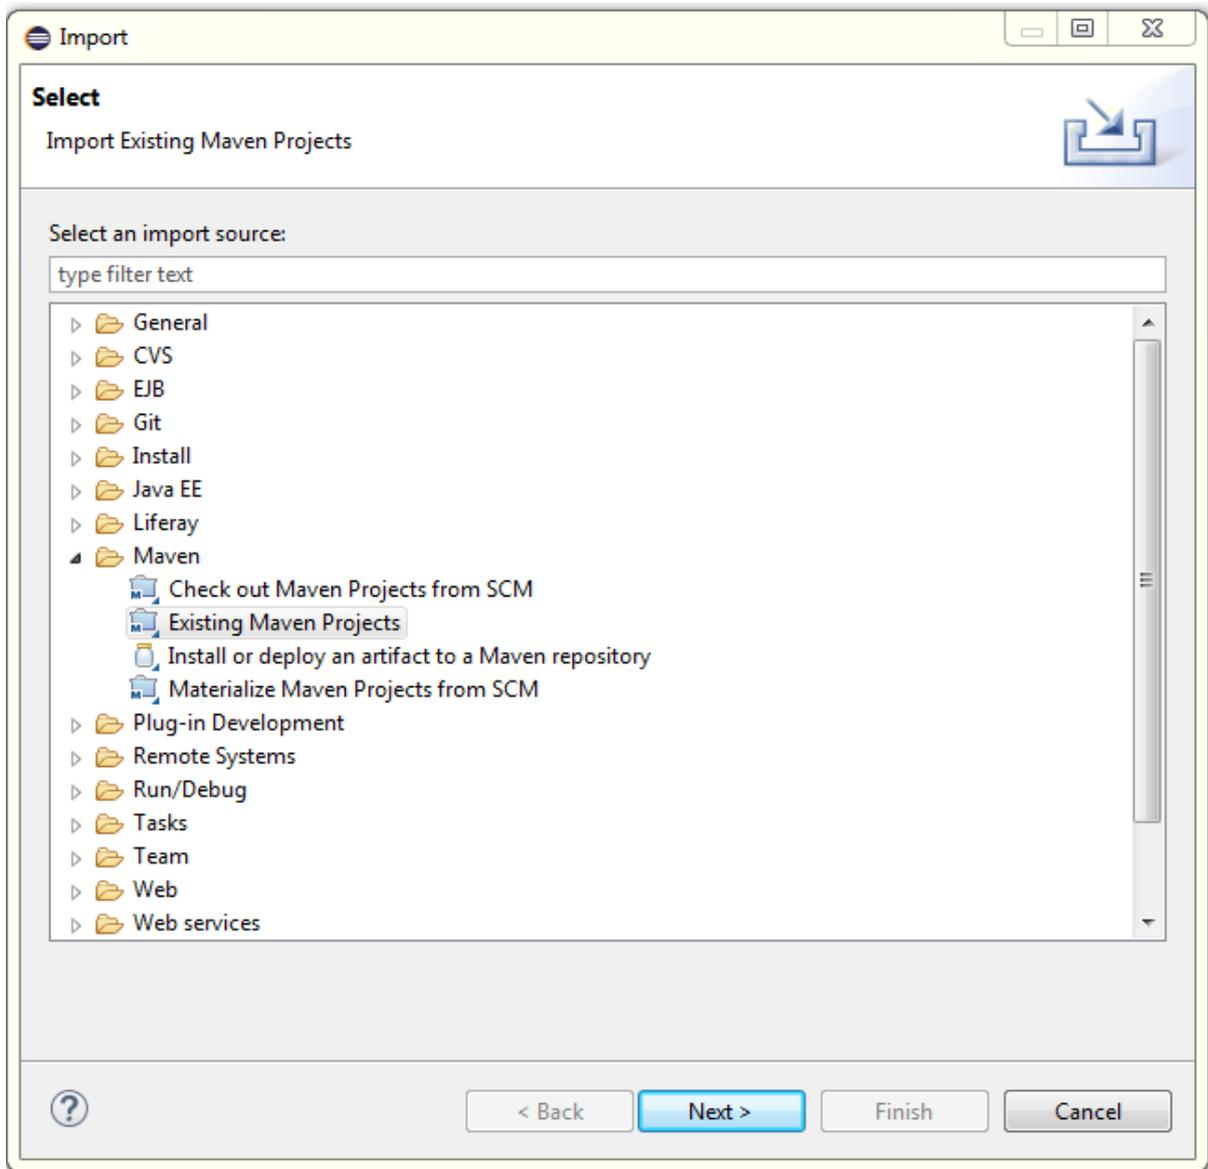 Import
Select
Import Existing Maven Projects
Select an import source:
type filter text
General
CVS
EJB
Git
Install
Java EE
Liferay
Maven
Check out Maven Projects from SCM
Existing Maven Projects
Install or deploy an artifact to a Maven repository
Materialize Maven Projects from SCM
Plug-in Development
Remote Systems
Run/Debug
Tasks
Team
Web
Web services
< Back Next > Finish Cancel